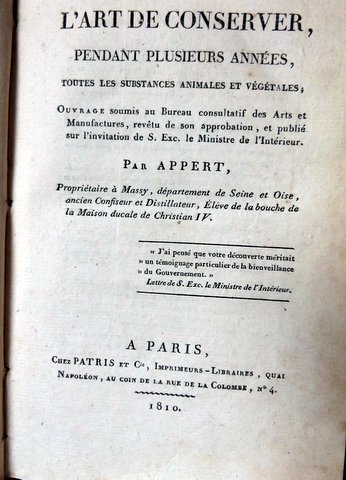 L'ART DE CONSERVER,
PENDANT PLUSIEURS ANNÉES,
TOUTES LES SUBSTANCES ANIMALES ET VÉGÉTALES;
OUVRAGE soumis au Bureau consultatif des Arts et
Manufactures, revêtu de son approbation, et publié
sur l'invitation de S. Exc. le Ministre de l'Intérieur.
PAR APPERT,
Propriétaire à Massy, département de Seine et Oise,
ancien Confiseur et Distillateur, Élève de la bouche de
la Maison ducale de Christian IV.
« J'ai pensé que votre découverte méritait
» un témoignage particulier de la bienveillance
» du Gouvernement. »
Lettre de S. Exc. le Ministre de l'Intérieur.
A PARIS,
CHEZ PATRIS ET Cie, IMPRIMEURS-LIBRAIRES, QUAI
NAPOLÉON, AU COIN DE LA RUE DE LA COLOMBE, N° 4.
1810.